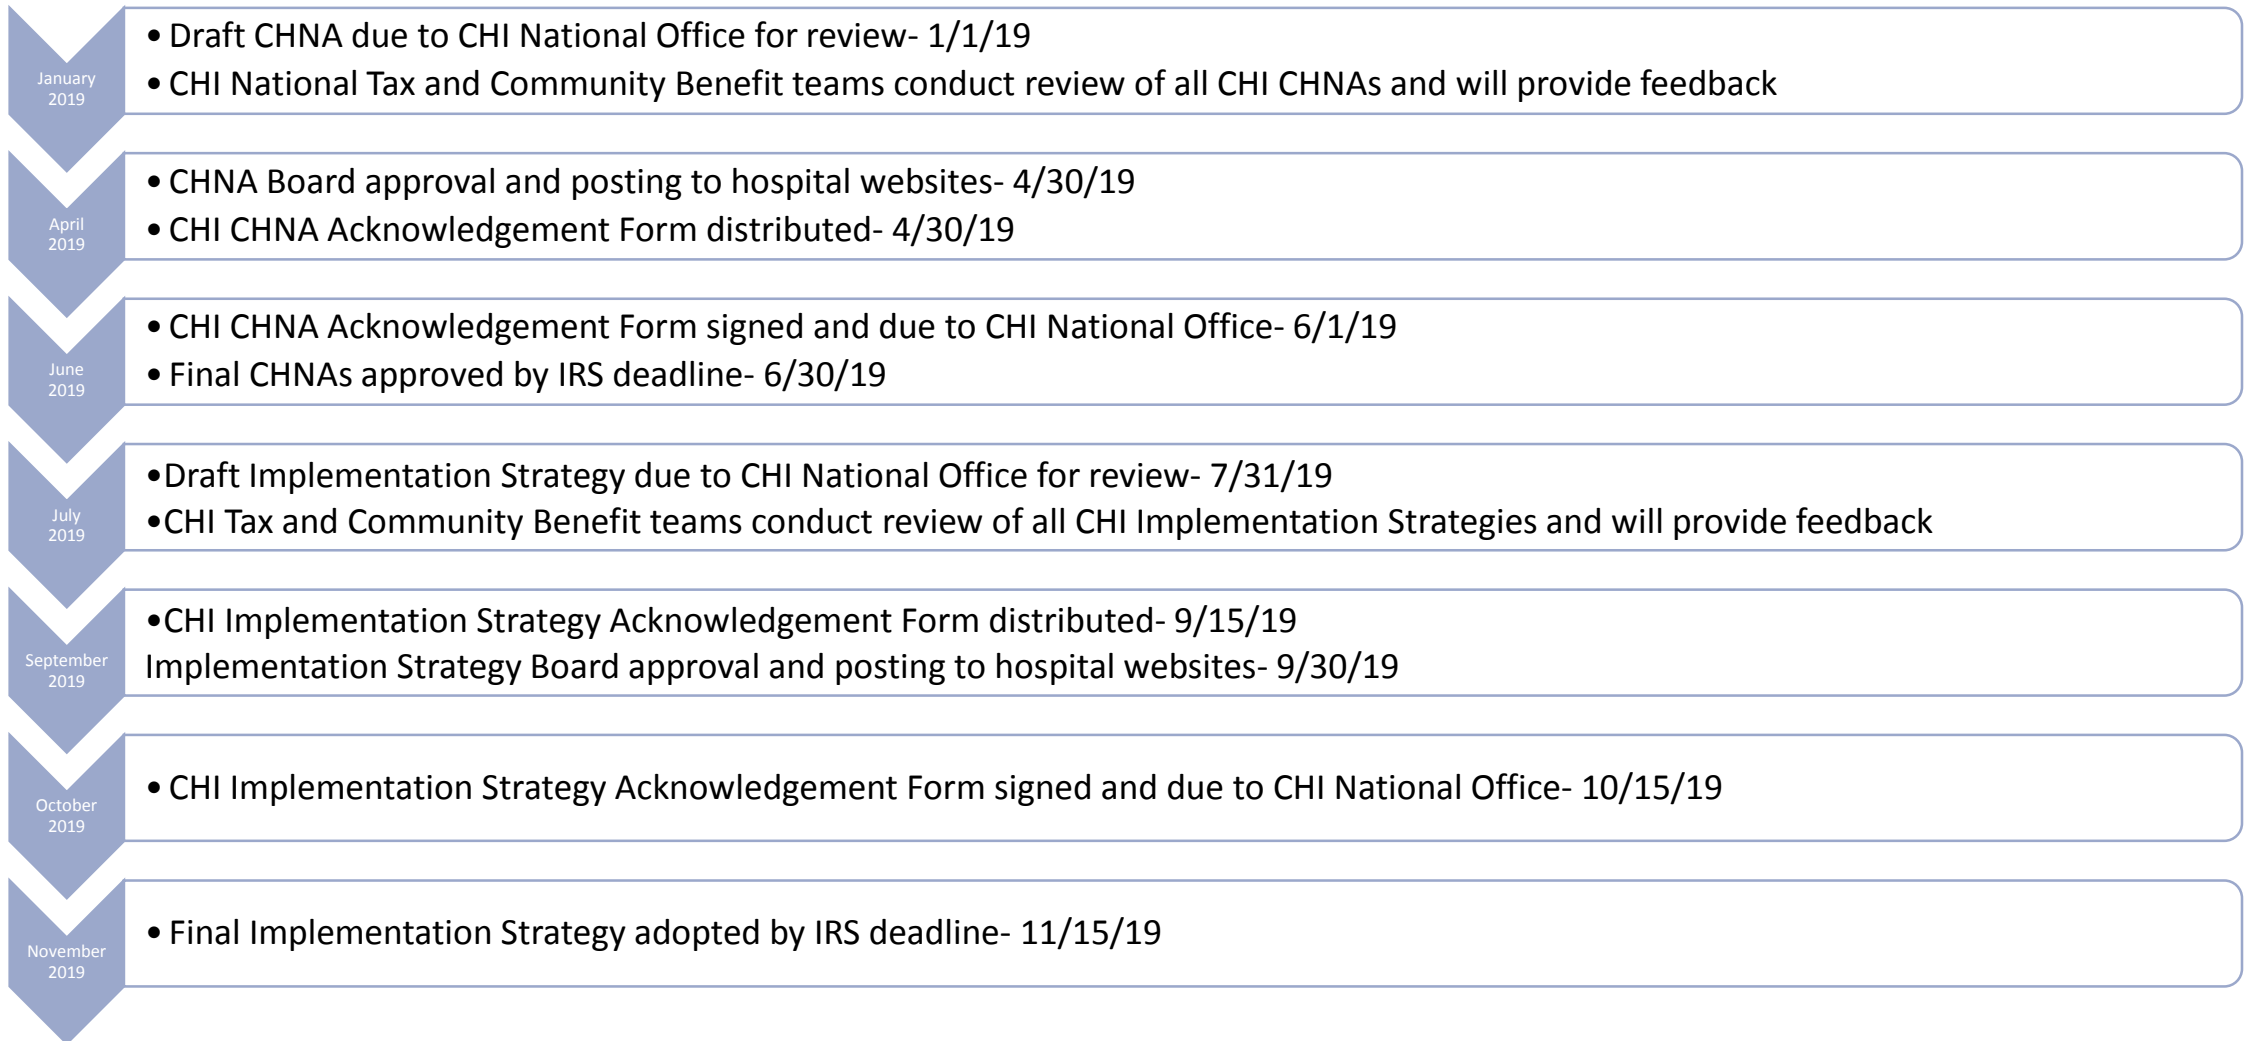 January
2019
• Draft CHNA due to CHI National Office for review- 1/1/19
• CHI National Tax and Community Benefit teams conduct review of all CHI CHNAs and will provide feedback
April
2019
• CHNA Board approval and posting to hospital websites- 4/30/19
• CHI CHNA Acknowledgement Form distributed- 4/30/19
June
2019
• CHI CHNA Acknowledgement Form signed and due to CHI National Office- 6/1/19
• Final CHNAs approved by IRS deadline- 6/30/19
July
2019
•Draft Implementation Strategy due to CHI National Office for review- 7/31/19
•CHI Tax and Community Benefit teams conduct review of all CHI Implementation Strategies and will provide feedback
September
2019
•CHI Implementation Strategy Acknowledgement Form distributed- 9/15/19
Implementation Strategy Board approval and posting to hospital websites- 9/30/19
October
2019
• CHI Implementation Strategy Acknowledgement Form signed and due to CHI National Office- 10/15/19
November
2019
• Final Implementation Strategy adopted by IRS deadline- 11/15/19